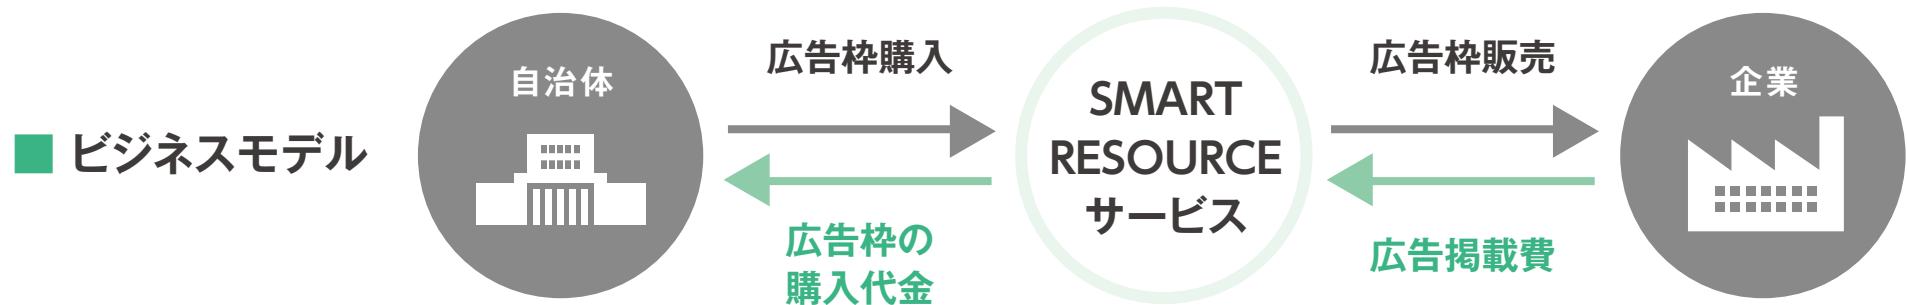 ビジネスモデル
自治体
広告枠購入
広告枠の
購入代金
SMART
RESOURCE
サービス
広告枠販売
広告掲載費
企業